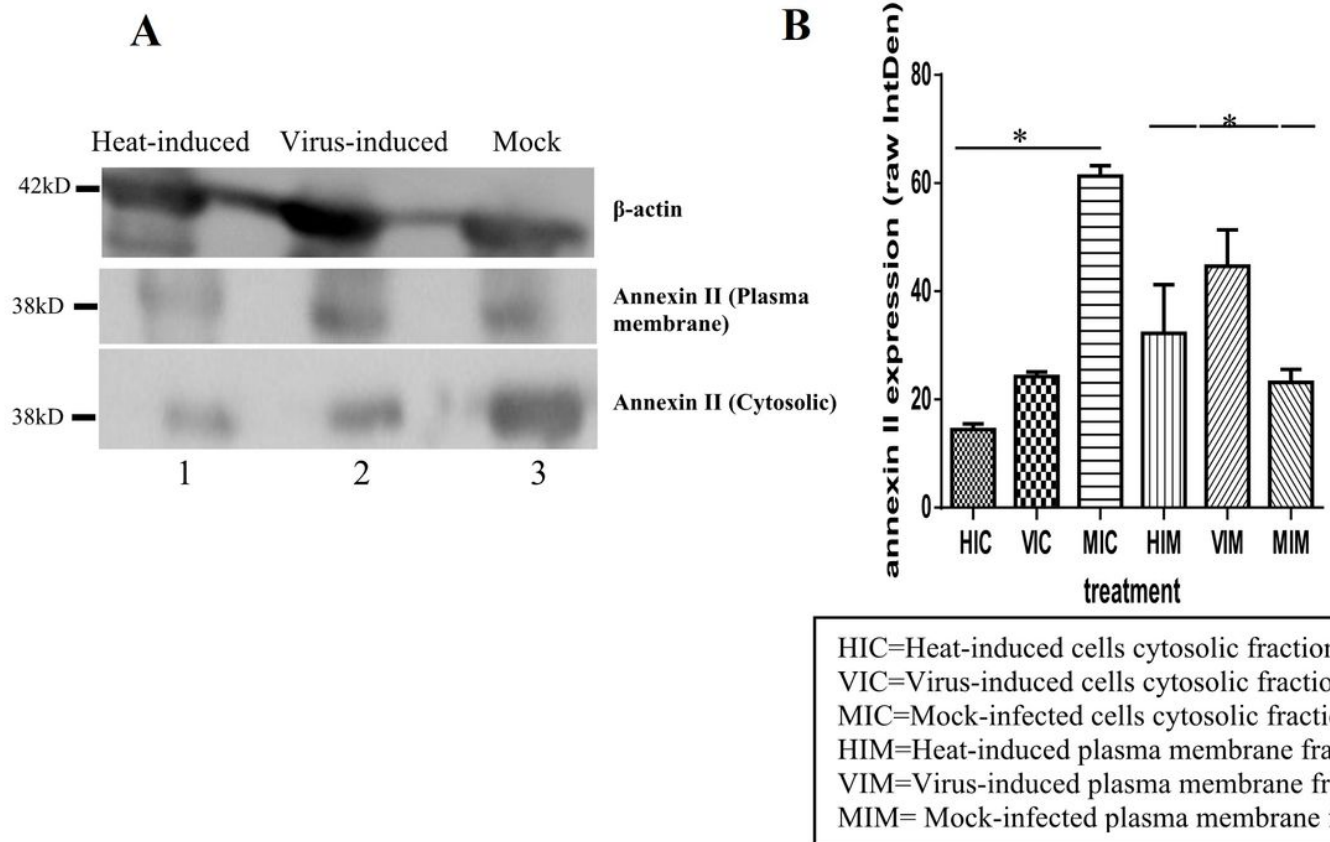 A
Heat-induced Virus-induced Mock
42kD
β-actin
38kD
Annexin II (Plasma
membrane)
38kD
Annexin II (Cytosolic)
1 2 3
B
annexin II expression (raw IntDen)
80
60
40
20
0
*
*
HIC VIC MIC HIM VIM MIM
treatment
HIC=Heat-induced cells cytosolic fraction
VIC=Virus-induced cells cytosolic fractio
MIC=Mock-infected cells cytosolic fracti
HIM=Heat-induced plasma membrane fra
VIM=Virus-induced plasma membrane fr
MIM= Mock-infected plasma membrane